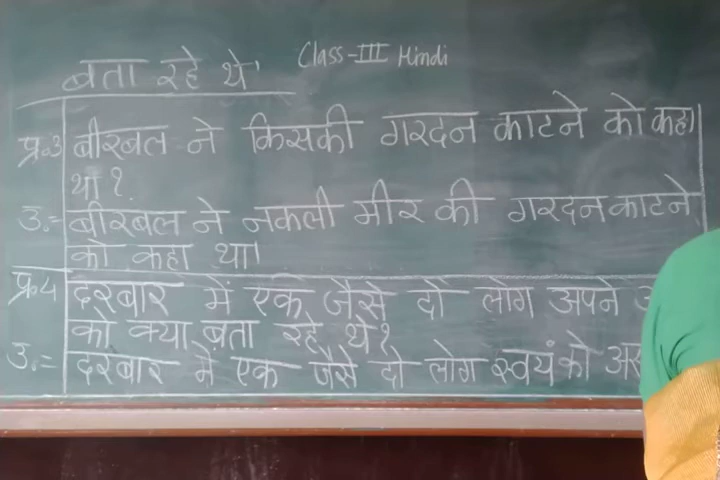 Class-III Hindi
बता रहे थे'
प्र.3 बीरबल ने किसकी गरदन काटने को कहा
था?
उ.= बीरबल ने नकली मीर की गरदन काटने
को कहा था।
प्र.4 दरबार में एक जैसे दो लोग अपने
को क्या बता रहे थे?
उ.= दरबार में एक जैसे दो लोग स्वयं को